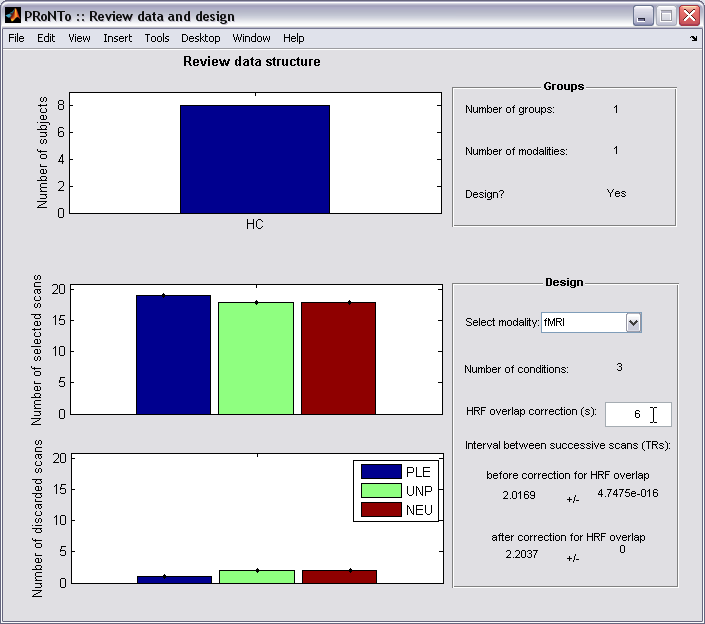 PRoNTo :: Review data and design
File Edit View Insert Tools Desktop Window Help
Review data structure
Number of subjects
8
6
4
2
0
HC
Groups
Number of groups: 1
Number of modalities: 1
Design? Yes
Number of selected scans
20
15
10
5
0
Design
Select modality: fMRI
Number of conditions: 3
HRF overlap correction (s): 6
Interval between successive scans (TRs):
before correction for HRF overlap
2.0169 +/- 4.7475e-016
after correction for HRF overlap
2.2037 +/- 0
Number of discarded scans
20
15
10
5
0
PLE
UNP
NEU